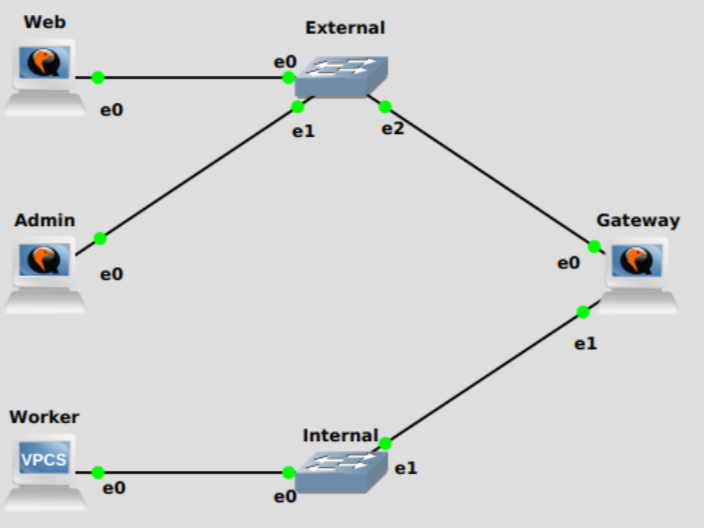 Web
External
e0
e0
e1
e2
Admin
Gateway
e0
e0
e1
Worker
Internal
VPCS
e1
e0
e0